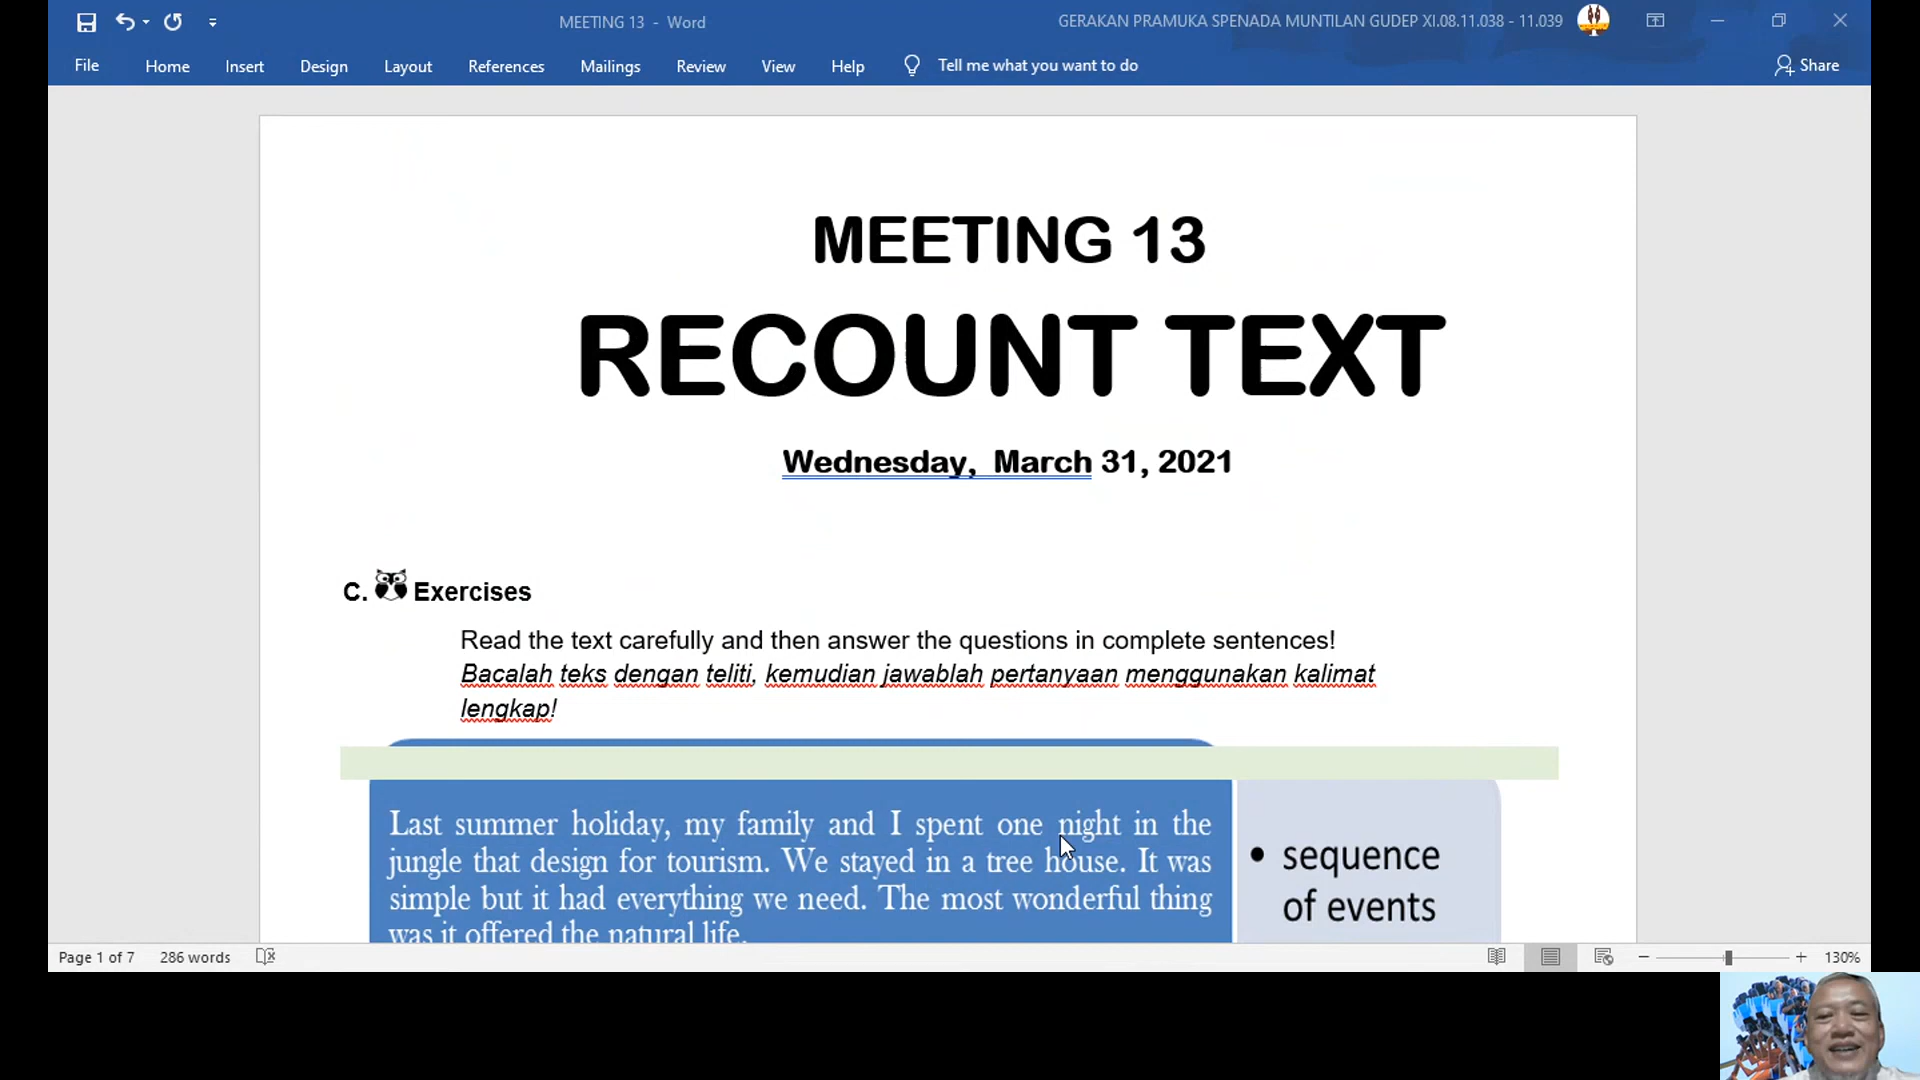 MEETING 13 - Word
GERAKAN PRAMUKA SPENADA MUNTILAN GUDEP XI.08.11.038 - 11.039
File Home Insert Design Layout References Mailings Review View Help Tell me what you want to do Share
MEETING 13
RECOUNT TEXT
Wednesday, March 31, 2021
C. Exercises
Read the text carefully and then answer the questions in complete sentences!
Bacalah teks dengan teliti, kemudian jawablah pertanyaan menggunakan kalimat
lengkap!
Last summer holiday, my family and I spent one night in the
jungle that design for tourism. We stayed in a tree house. It was
simple but it had everything we need. The most wonderful thing
was it offered the natural life.
• sequence
of events
Page 1 of 7 286 words 130%